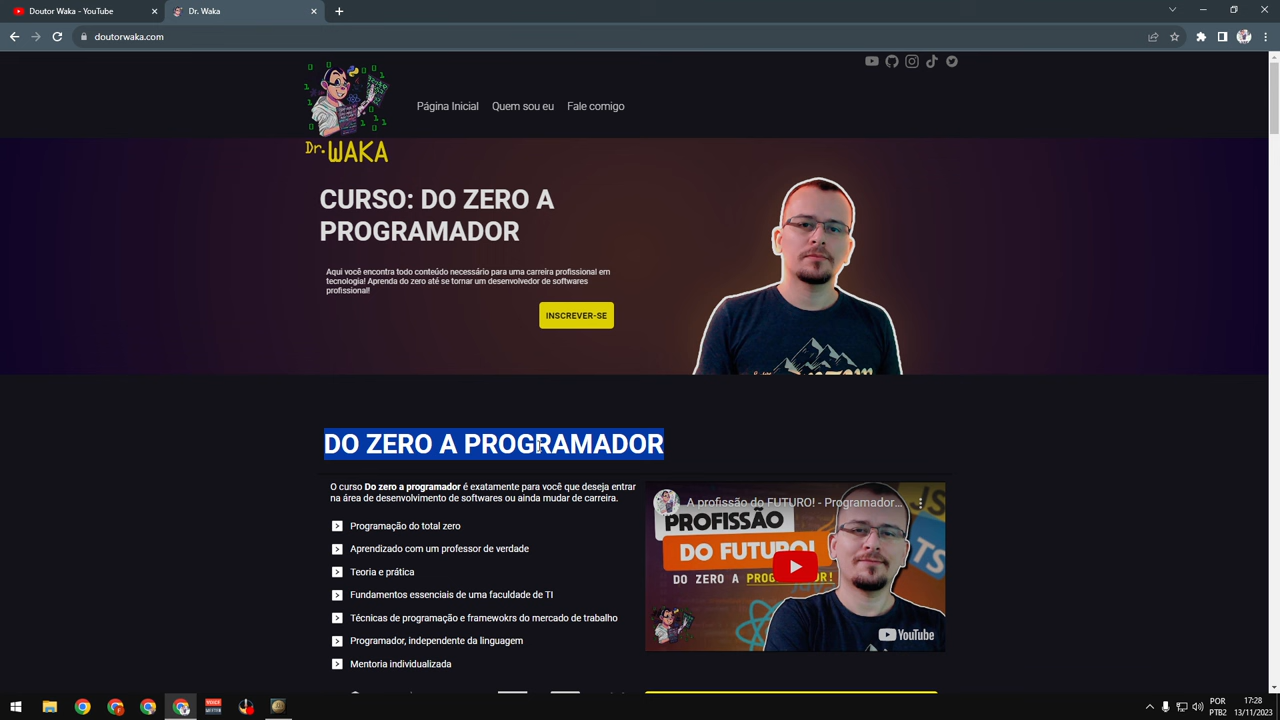 Doutor Waka - YouTube
Dr. Waka
doutorwaka.com
Página Inicial
Quem sou eu
Fale comigo
Dr. WAKA
CURSO: DO ZERO A
PROGRAMADOR
Aqui você encontra todo conteúdo necessário para uma carreira profissional em
tecnologia! Aprenda do zero até se tornar um desenvolvedor de softwares
profissional!
INSCREVER-SE
DO ZERO A PROGRAMADOR
O curso Do zero a programador é exatamente para você que deseja entrar
na área de desenvolvimento de softwares ou ainda mudar de carreira.
Programação do total zero
Aprendizado com um professor de verdade
Teoria e prática
Fundamentos essenciais de uma faculdade de TI
Técnicas de programação e framewokrs do mercado de trabalho
Programador, independente da linguagem
Mentoria individualizada
A profissão do FUTURO! - Programador...
PROFISSÃO
DO FUTURO!
DO ZERO A PROGRAMADOR!
JS
TS
YouTube
POR
PTB2
17:28
13/11/2023